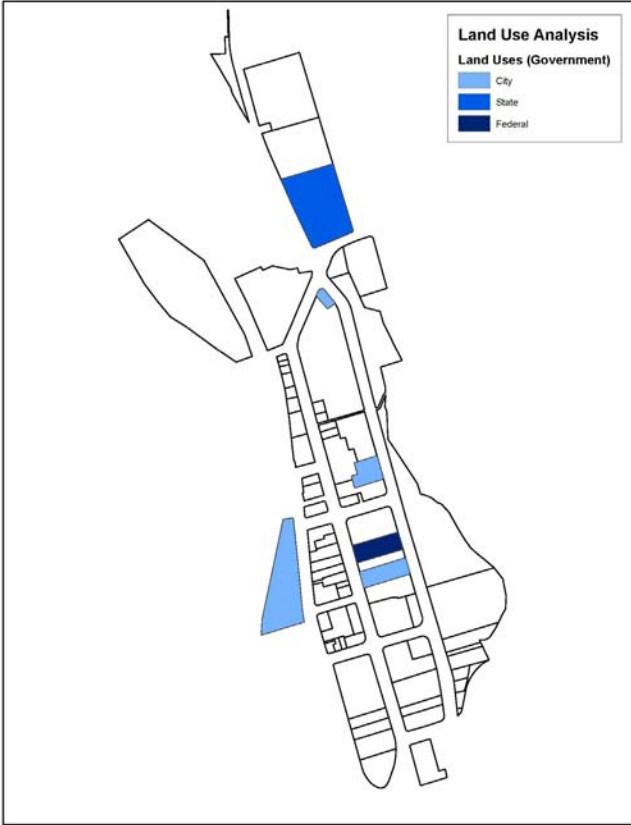 Land Use Analysis
Land Uses (Government)
City
State
Federal